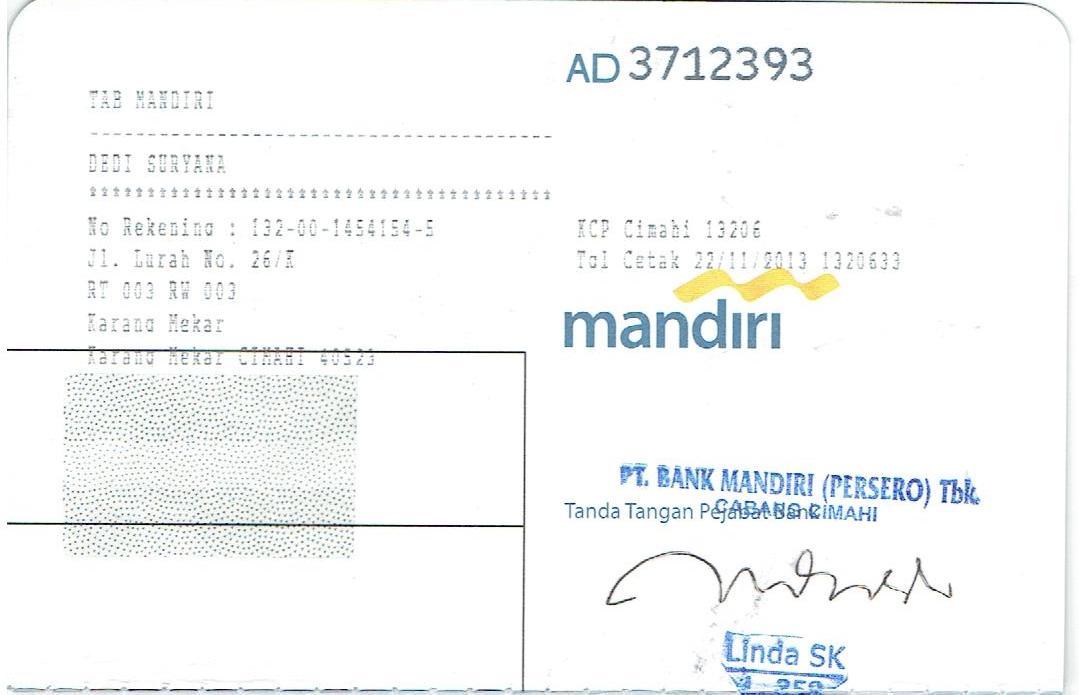 AD 3712393
TAB MANDIRI
----------------------------------------
DEDI SURYANA
****************************************
No Rekening : 132-00-1454154-5
Jl. Lurah No. 26/K
RT 003 RW 003
Karang Mekar
Karang Mekar CIMAHI 40523
KCP Cimahi 13206
Tgl Cetak 22/11/2013 1320633
mandiri
PT. BANK MANDIRI (PERSERO) Tbk.
CABANG CIMAHI
Tanda Tangan Pejabat Bank
Linda SK